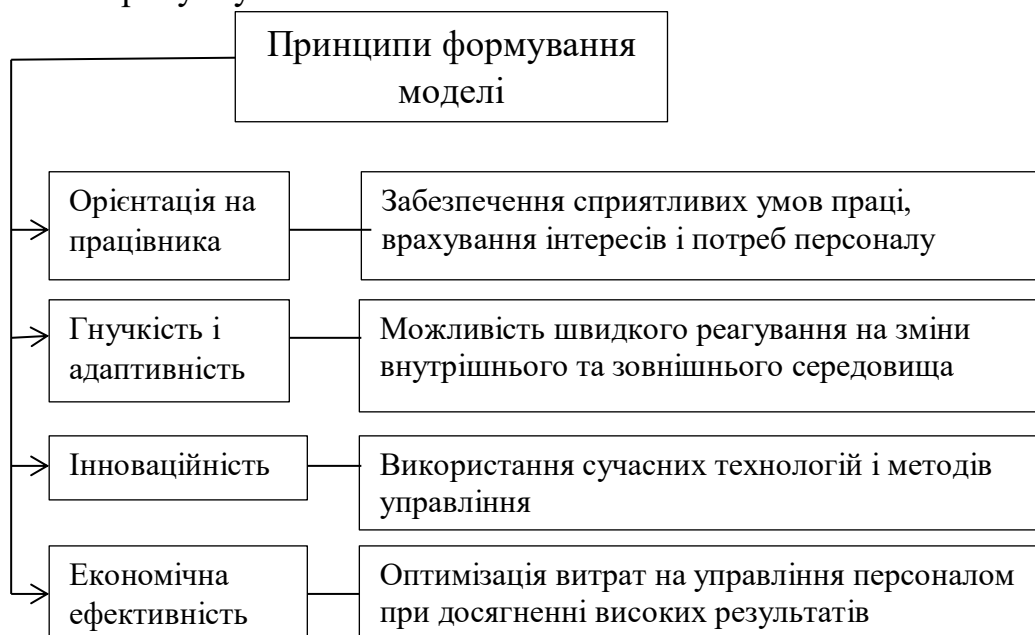 Принципи формування
моделі
Орієнтація на
працівника
Забезпечення сприятливих умов праці,
врахування інтересів і потреб персоналу
Гнучкість і
адаптивність
Можливість швидкого реагування на зміни
внутрішнього та зовнішнього середовища
Інноваційність
Використання сучасних технологій і методів
управління
Економічна
ефективність
Оптимізація витрат на управління персоналом
при досягненні високих результатів